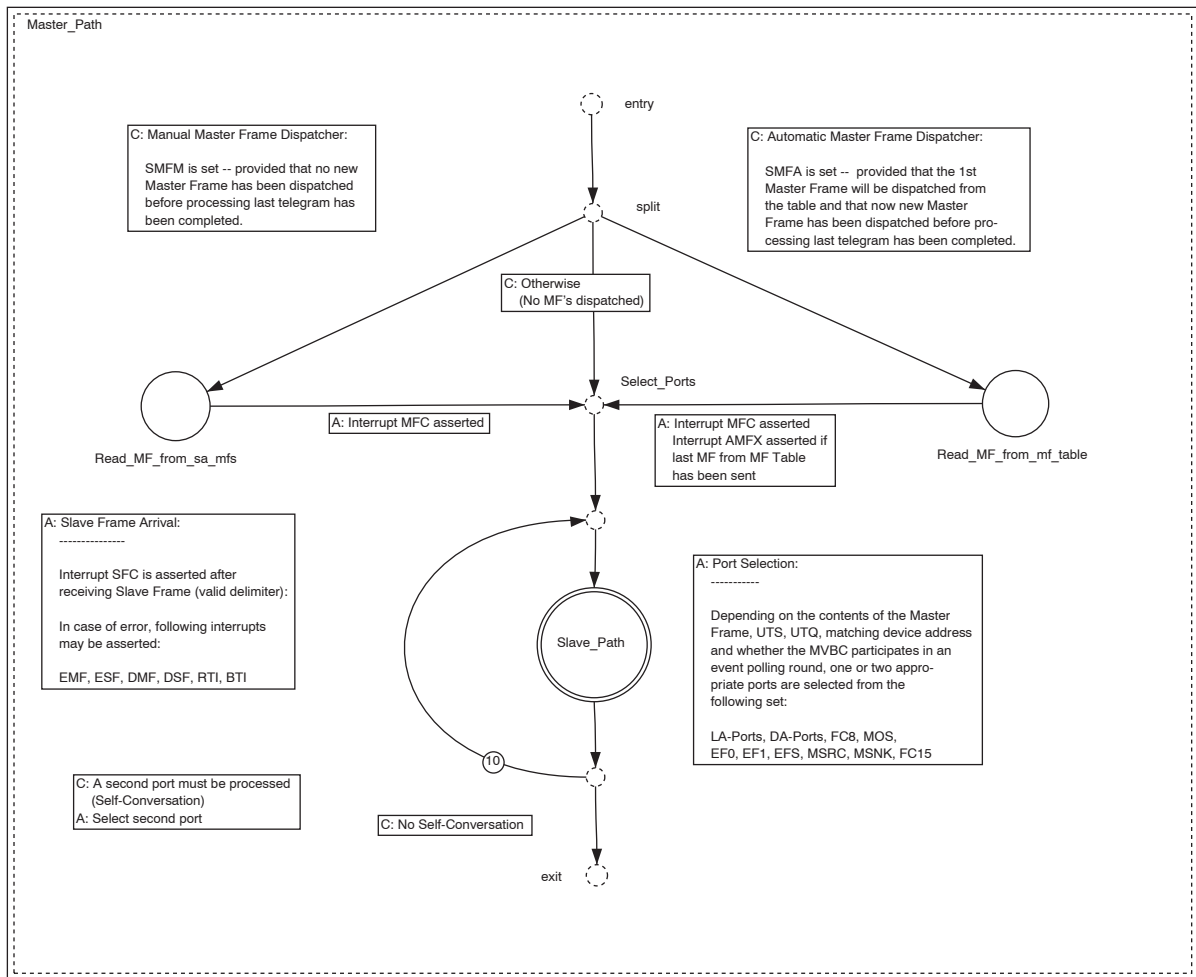 Master_Path
entry
C: Manual Master Frame Dispatcher:
SMFM is set -- provided that no new
Master Frame has been dispatched
before processing last telegram has
been completed.
C: Automatic Master Frame Dispatcher:
SMFA is set -- provided that the 1st
Master Frame will be dispatched from
the table and that now new Master
Frame has been dispatched before pro-
cessing last telegram has been completed.
split
C: Otherwise
(No MF's dispatched)
Select_Ports
A: Interrupt MFC asserted
A: Interrupt MFC asserted
Interrupt AMFX asserted if
last MF from MF Table
has been sent
Read_MF_from_sa_mfs
Read_MF_from_mf_table
A: Slave Frame Arrival:
---------------
Interrupt SFC is asserted after
receiving Slave Frame (valid delimiter):
In case of error, following interrupts
may be asserted:
EMF, ESF, DMF, DSF, RTI, BTI
Slave_Path
A: Port Selection:
-----------
Depending on the contents of the Master
Frame, UTS, UTQ, matching device address
and whether the MVBC participates in an
event polling round, one or two appro-
priate ports are selected from the
following set:
LA-Ports, DA-Ports, FC8, MOS,
EF0, EF1, EFS, MSRC, MSNK, FC15
10
C: A second port must be processed
(Self-Conversation)
A: Select second port
C: No Self-Conversation
exit